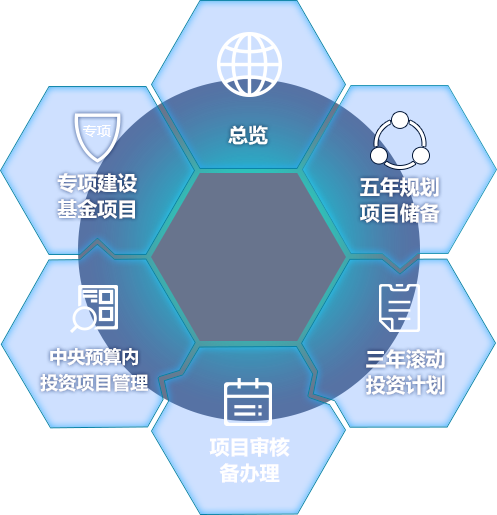 总览
专项
专项建设
基金项目
五年规划
项目储备
中央预算内
投资项目管理
三年滚动
投资计划
项目审核
备办理